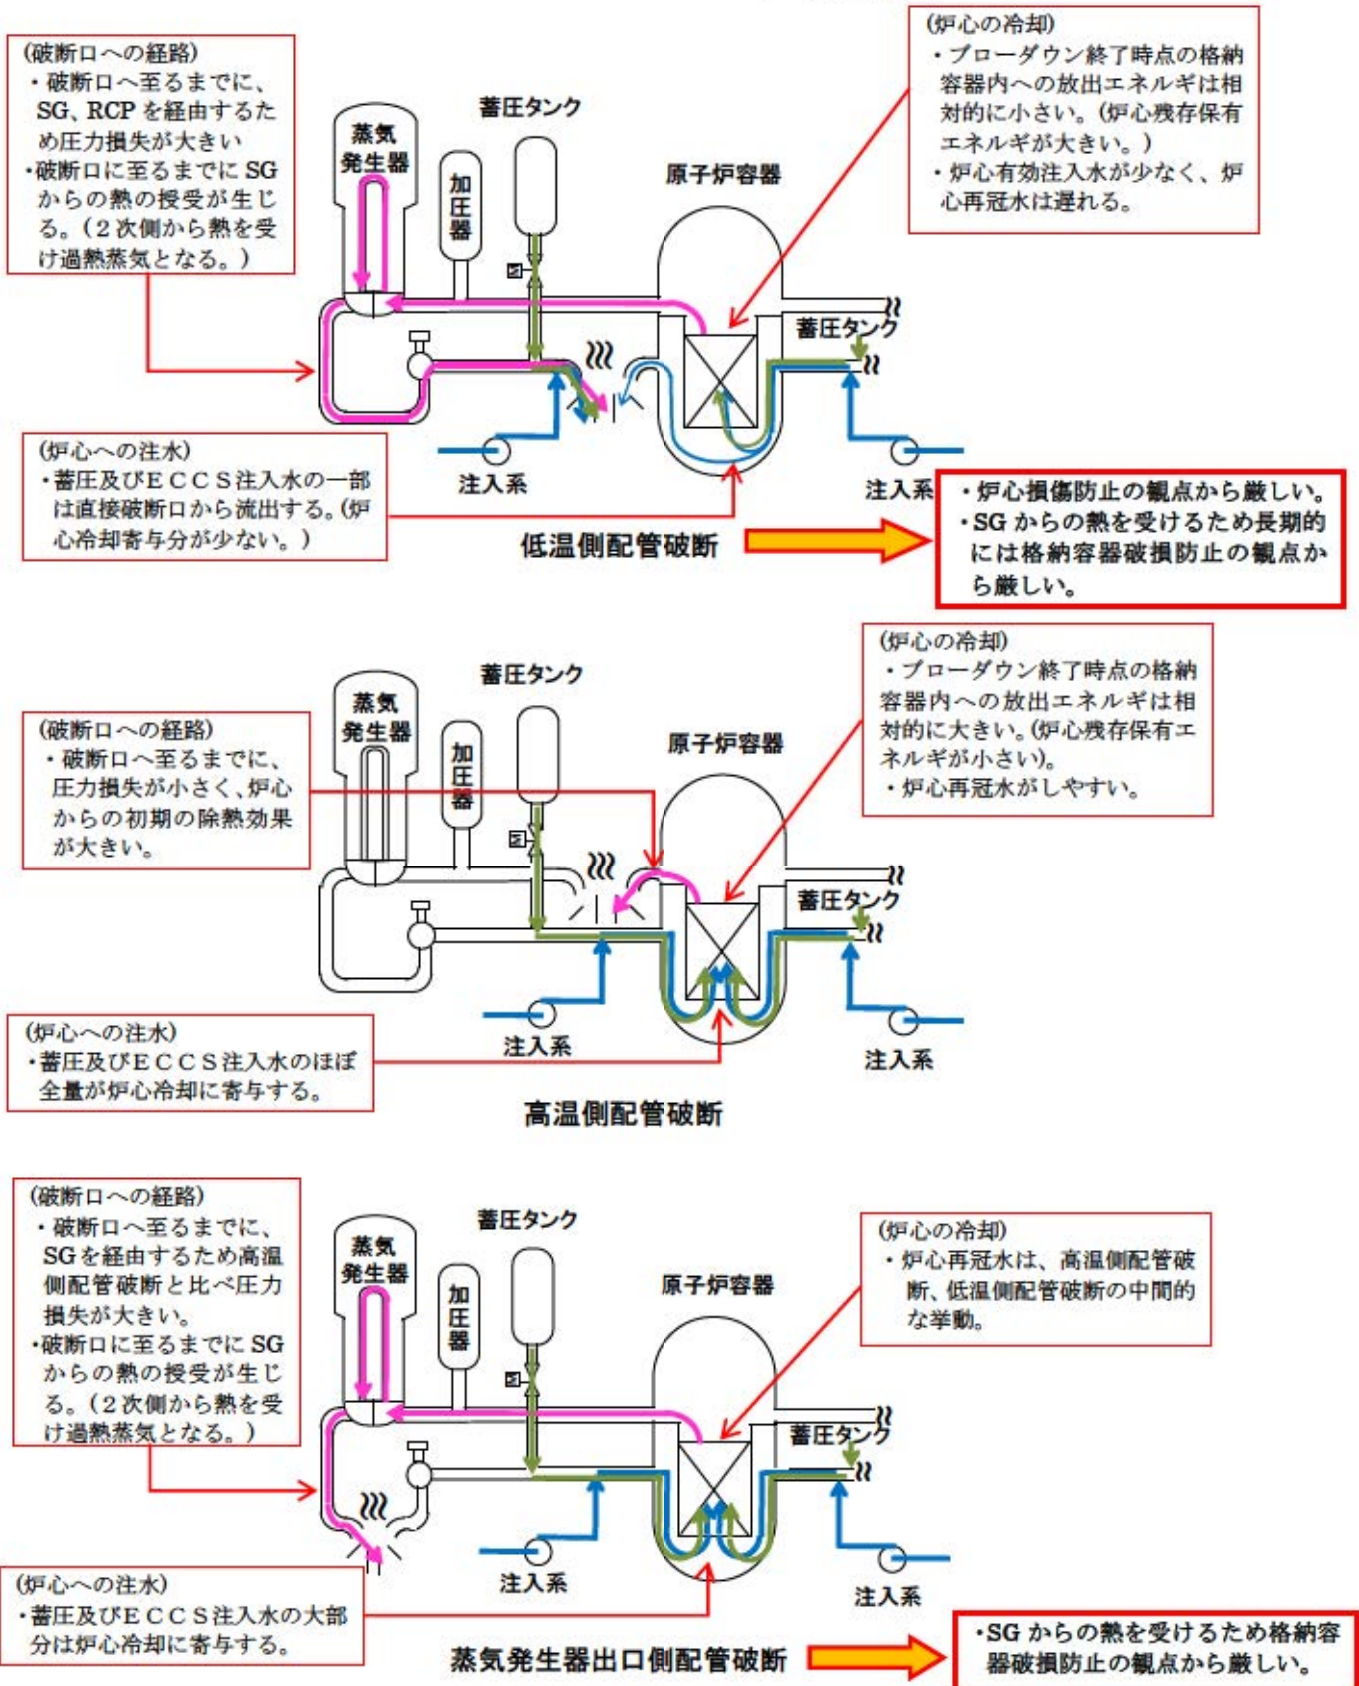 (破断口への経路)
・破断口へ至るまでに、
SG、RCPを経由するた
め圧力損失が大きい
・破断口に至るまでに SG
からの熱の授受が生じ
る。(2次側から熱を受
け過熱蒸気となる。)
蒸気
発生器
加
圧
器
蓄圧タンク
M
原子炉容器
(炉心の冷却)
・ブローダウン終了時点の格納
容器内への放出エネルギは相
対的に小さい。(炉心残存保有
エネルギが大きい。)
・炉心有効注入水が少なく、炉
心再冠水は遅れる。
蓄圧タンク
(炉心への注水)
・蓄圧及びECCS注入水の一部
は直接破断口から流出する。(炉
心冷却寄与分が少ない。)
注入系
注入系
低温側配管破断
・炉心損傷防止の観点から厳しい。
・SG からの熱を受けるため長期的
には格納容器破損防止の観点か
ら厳しい。
(破断口への経路)
・破断口へ至るまでに、
圧力損失が小さく、炉心
からの初期の除熱効果
が大きい。
蒸気
発生器
加
圧
器
蓄圧タンク
M
原子炉容器
(炉心の冷却)
・ブローダウン終了時点の格納
容器内への放出エネルギは相
対的に大きい。(炉心残存保有エ
ネルギが小さい)。
・炉心再冠水がしやすい。
蓄圧タンク
(炉心への注水)
・蓄圧及びECCS注入水のほぼ
全量が炉心冷却に寄与する。
注入系
注入系
高温側配管破断
(破断口への経路)
・破断口へ至るまでに、
SGを経由するため高温
側配管破断と比べ圧力
損失が大きい。
・破断口に至るまでに SG
からの熱の授受が生じ
る。(2次側から熱を受
け過熱蒸気となる。)
蒸気
発生器
加
圧
器
蓄圧タンク
M
原子炉容器
(炉心の冷却)
・炉心再冠水は、高温側配管破
断、低温側配管破断の中間的
な挙動。
蓄圧タンク
(炉心への注水)
・蓄圧及びECCS注入水の大部
分は炉心冷却に寄与する。
注入系
注入系
蒸気発生器出口側配管破断
・SG からの熱を受けるため格納容
器破損防止の観点から厳しい。